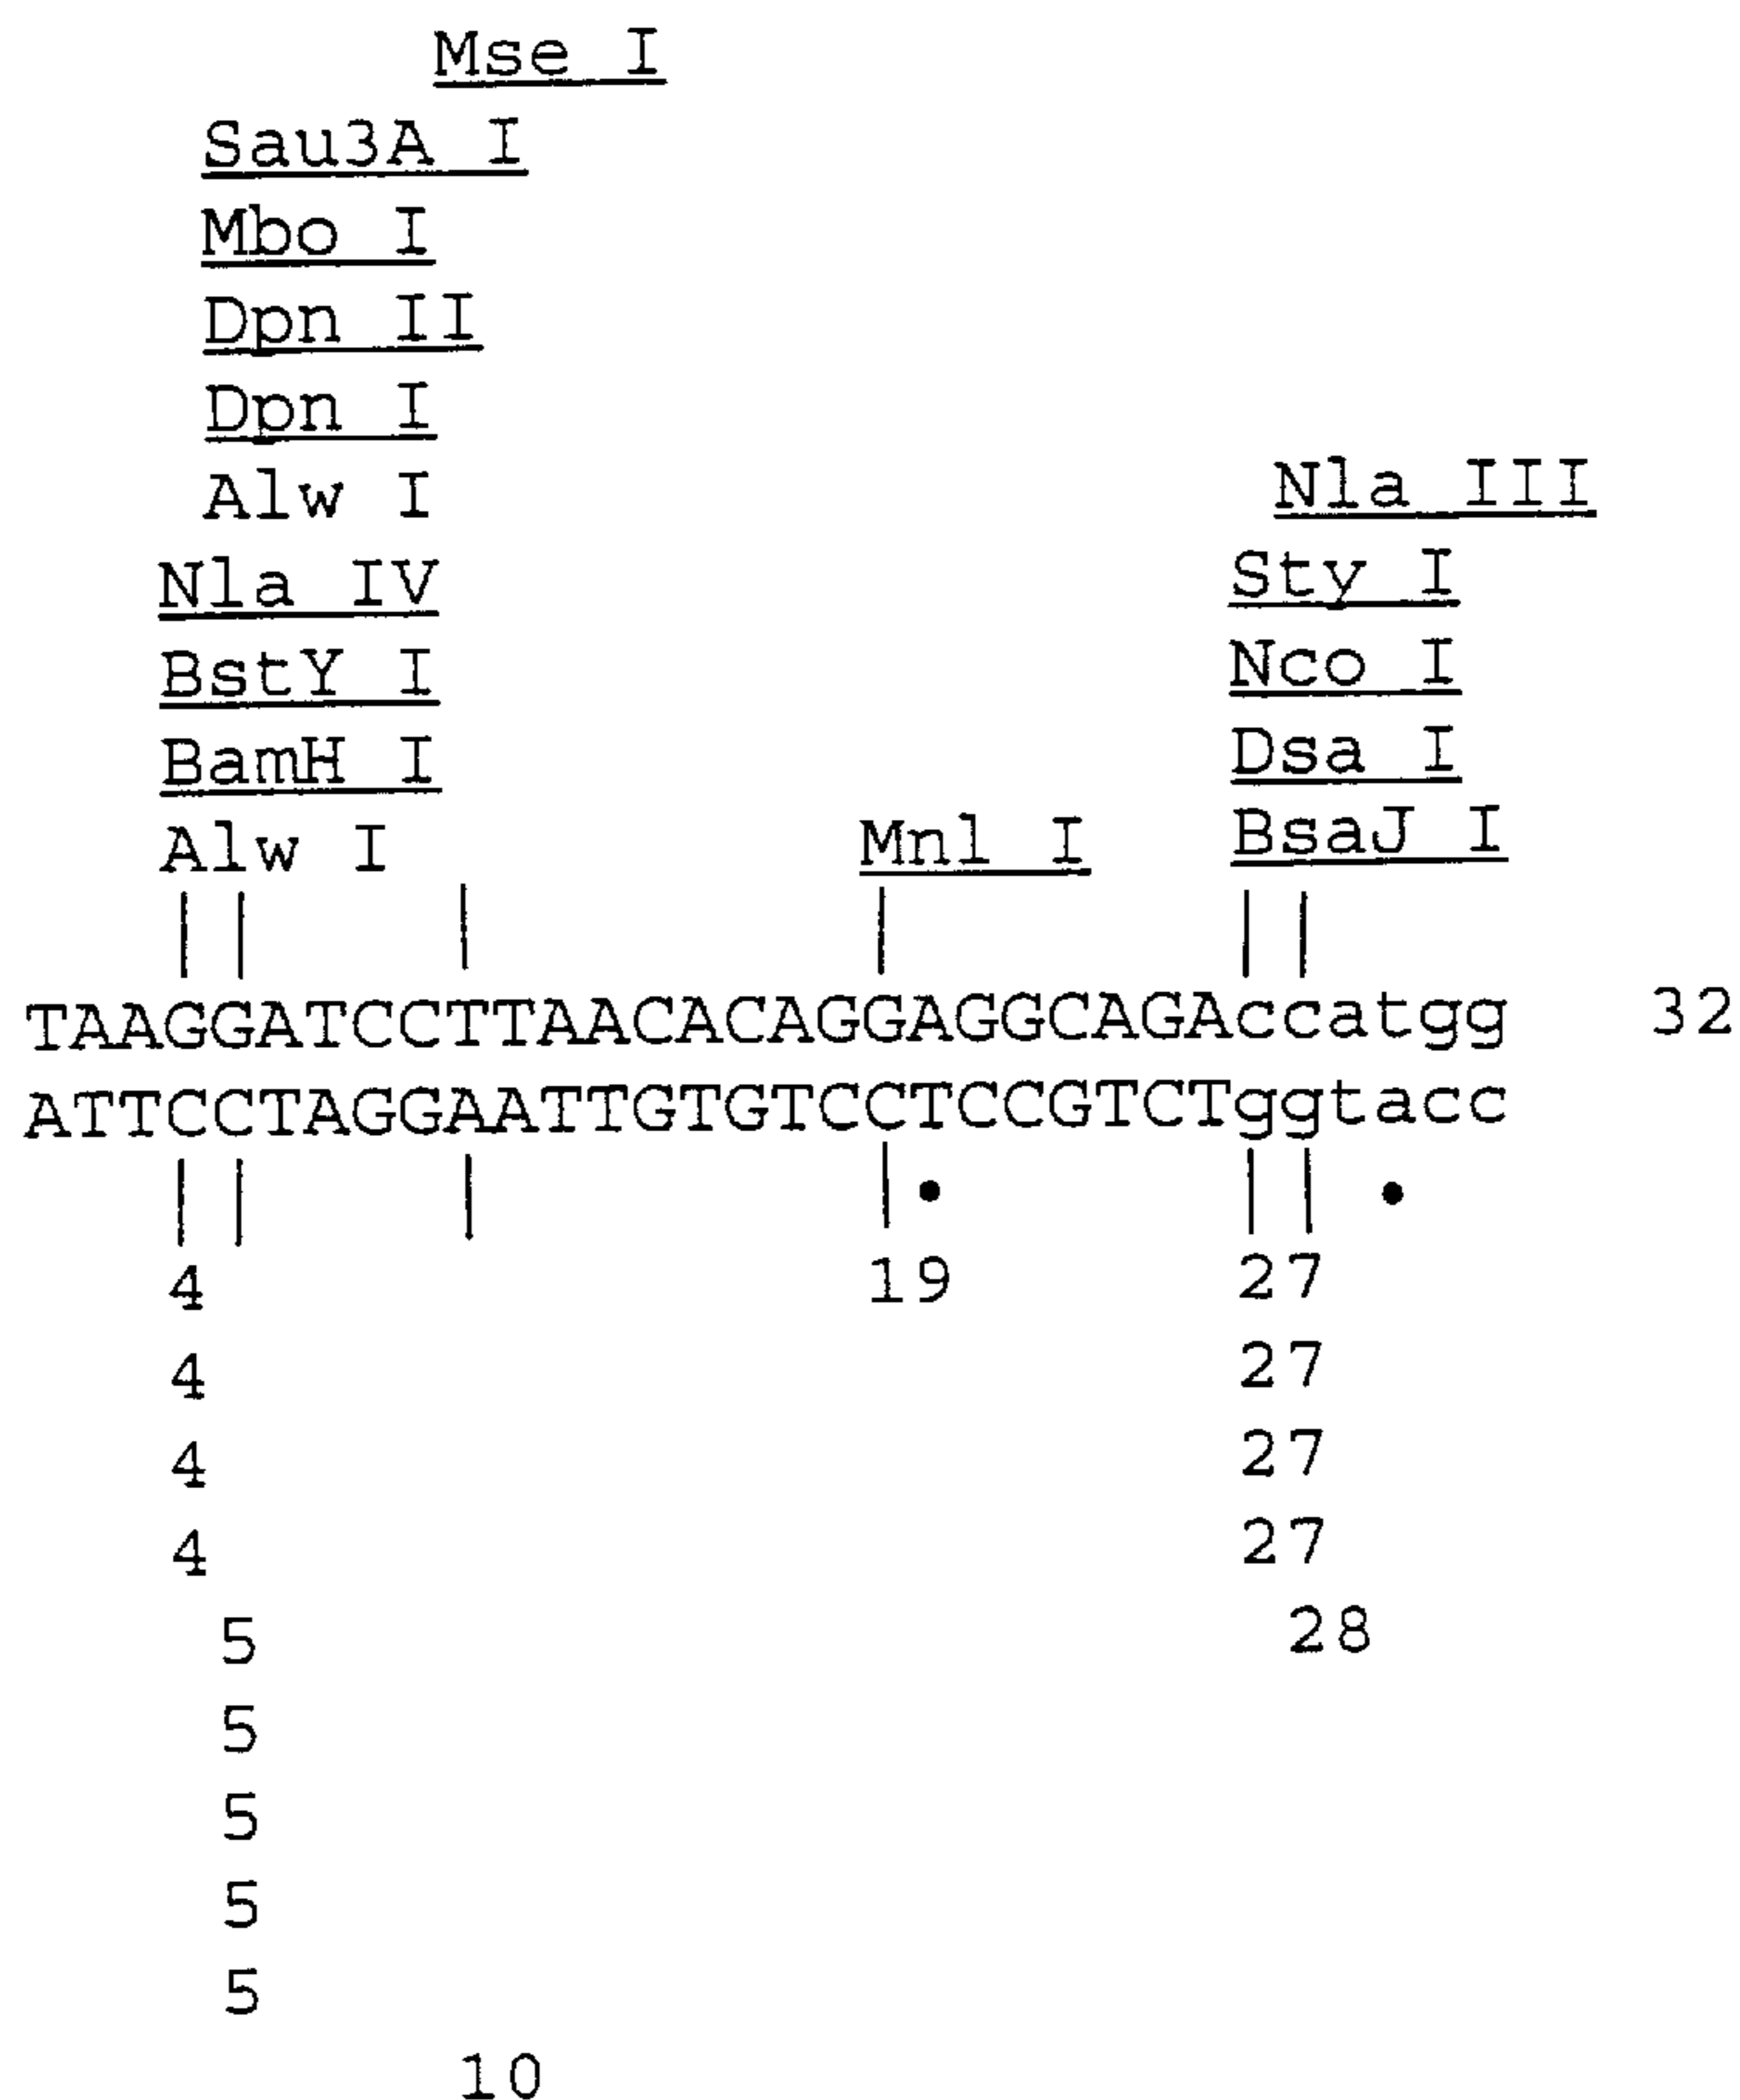 Mse I
Sau3A I
Mbo I
Dpn II
Dpn I
Alw I Nla III
Nla IV Sty I
BstY I Nco I
BamH I Dsa I
Alw I Mnl I BsaJ I
TAAGGATCCTTAACACAGGAGGCAGAccatgg 32
ATTCCTAGGAATTGTGTCCTCCGTCTggtacc
4 19 27
4 27
4 27
4 27
5 28
5
5
5
5
10